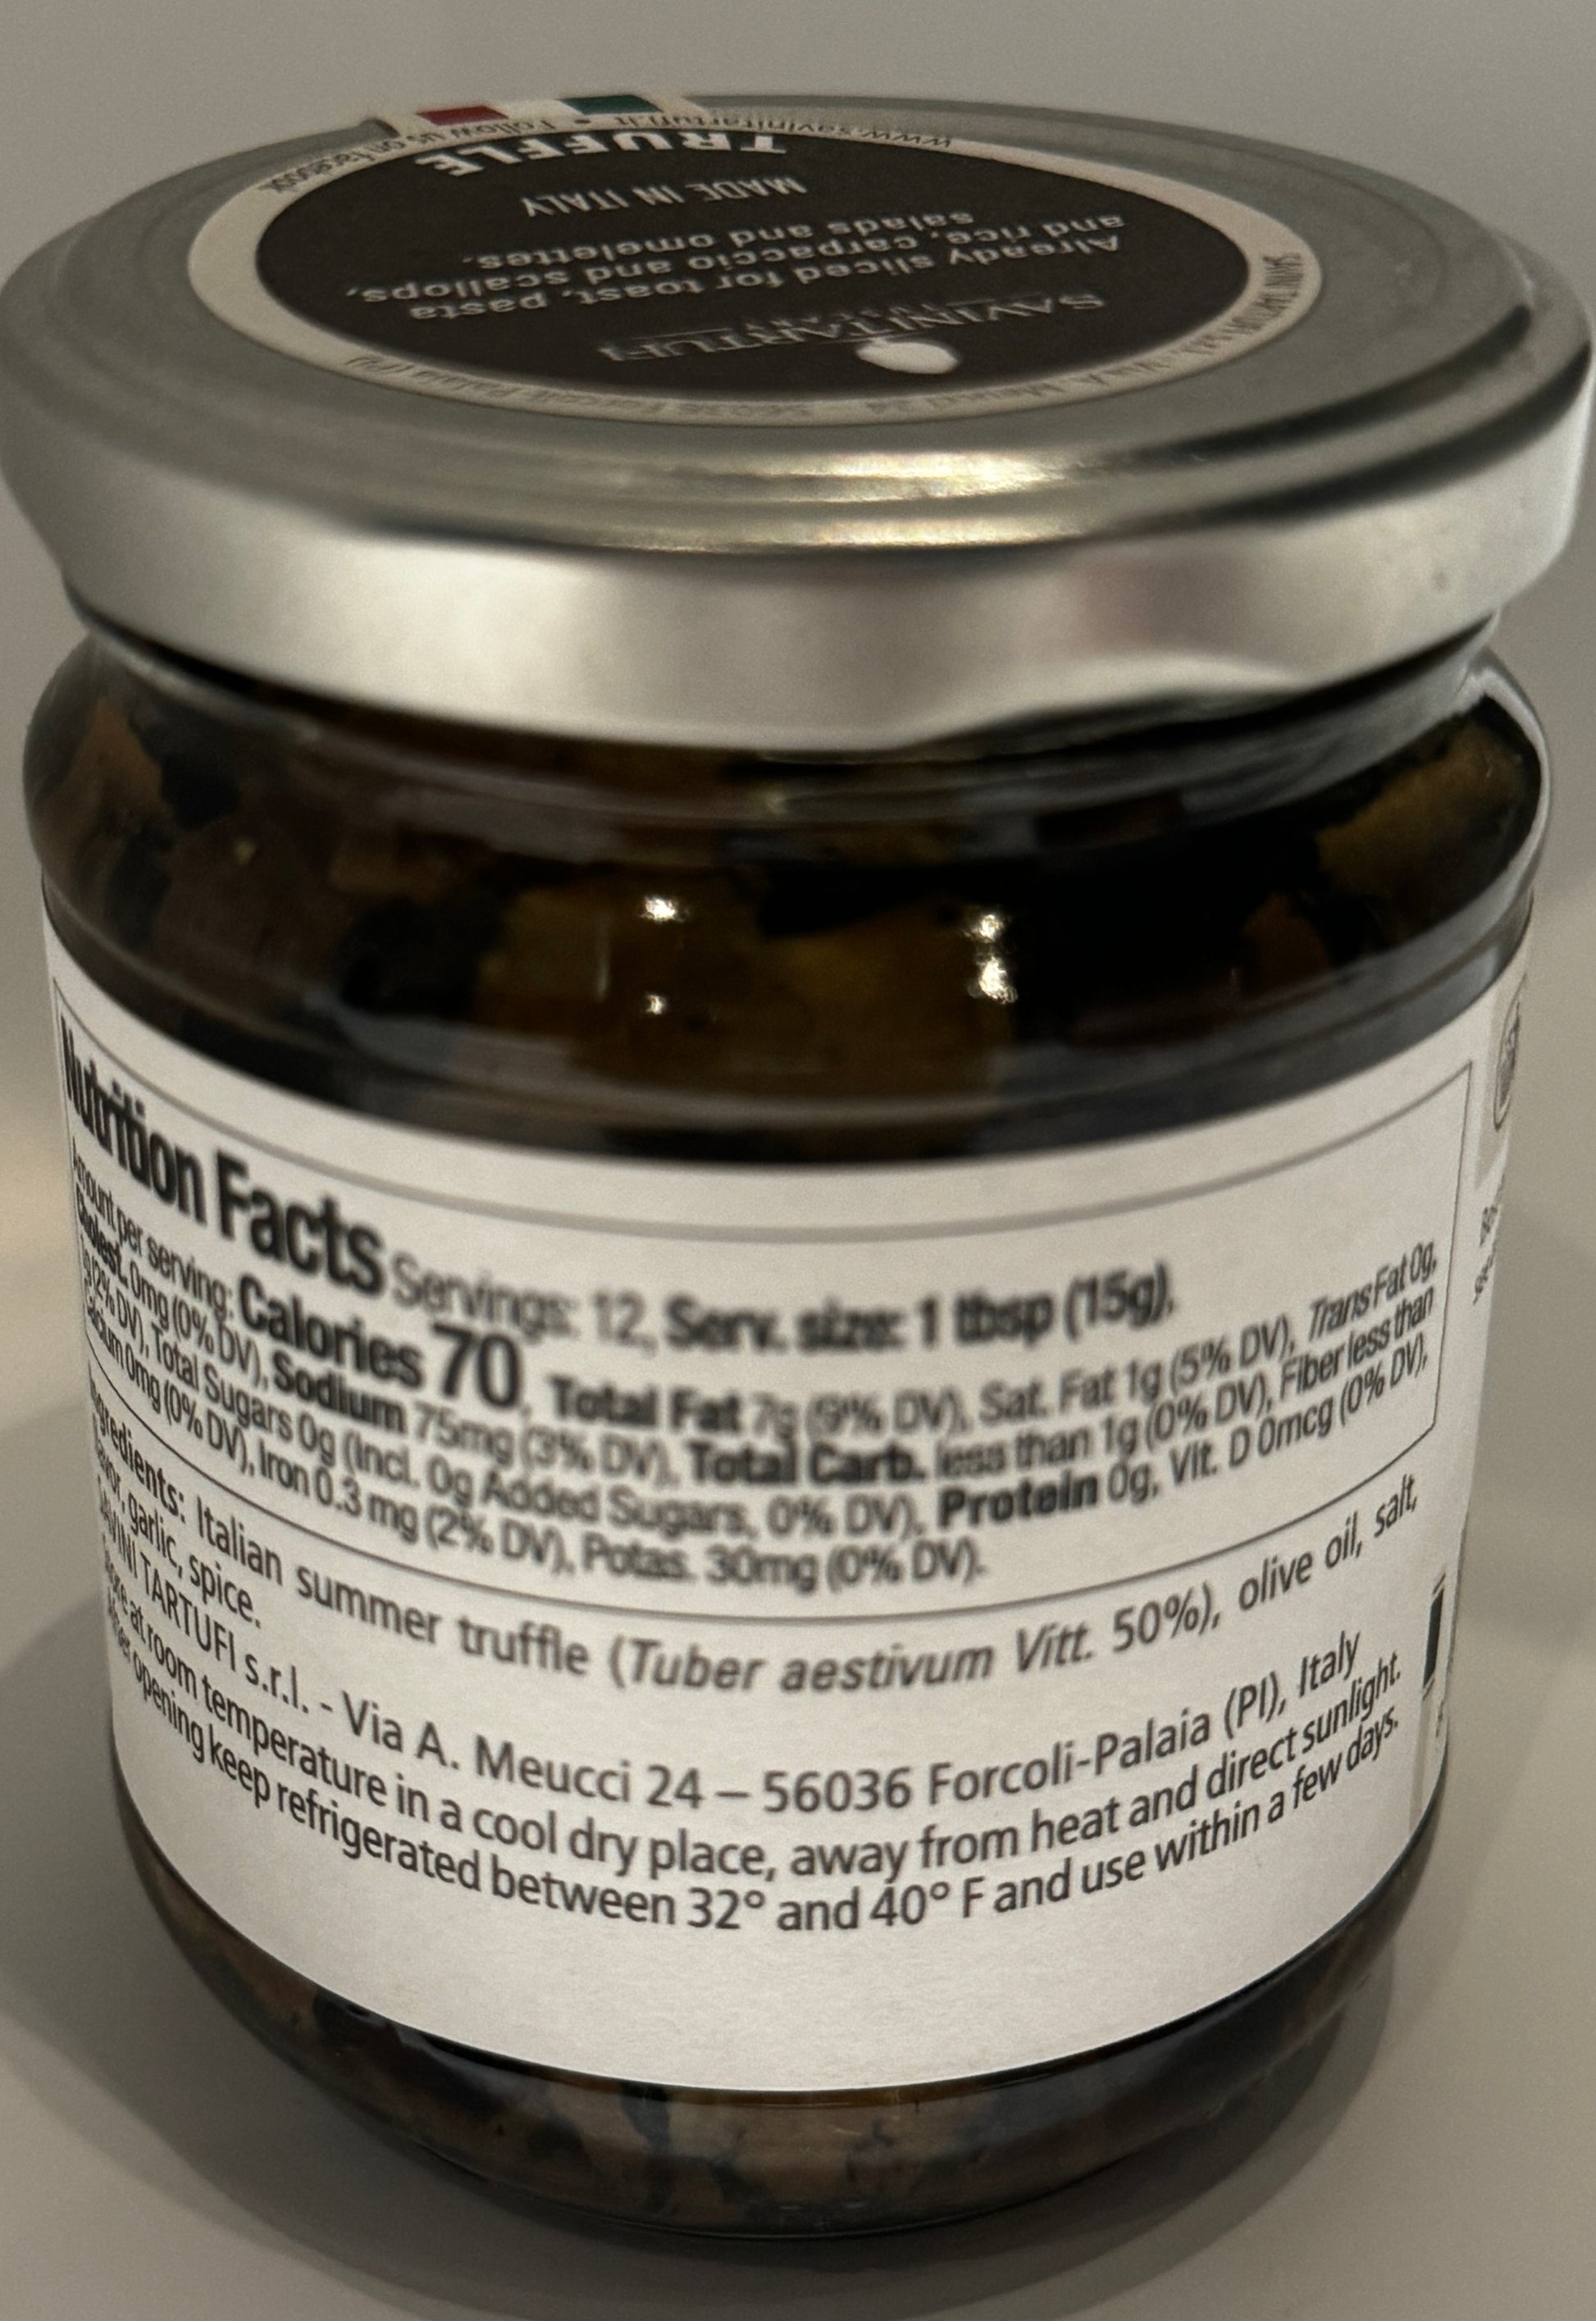 www.savinitartufi.it • Follow us on facebook
TRUFFLE
MADE IN ITALY
SAVINI TARTUFI
Already sliced for toast, pasta
and rice, carpaccio and scallops,
salads and omelettes.
Nutrition Facts Servings: 12, Serv. size: 1 tbsp (15g),
Amount per serving: Calories 70, Total Fat 7g (9% DV), Sat. Fat 1g (5% DV), Trans Fat 0g,
Cholest. 0mg (0% DV), Sodium 75mg (3% DV), Total Carb. less than 1g (0% DV), Fiber less than
1g (2% DV), Total Sugars 0g (Incl. 0g Added Sugars, 0% DV), Protein 0g, Vit. D 0mcg (0% DV),
Calcium 0mg (0% DV), Iron 0.3 mg (2% DV), Potas. 30mg (0% DV).
Ingredients: Italian summer truffle (Tuber aestivum Vitt. 50%), olive oil, salt,
flavor, garlic, spice.
SAVINI TARTUFI s.r.l. - Via A. Meucci 24 – 56036 Forcoli-Palaia (PI), Italy
Store at room temperature in a cool dry place, away from heat and direct sunlight.
After opening keep refrigerated between 32° and 40° F and use within a few days.